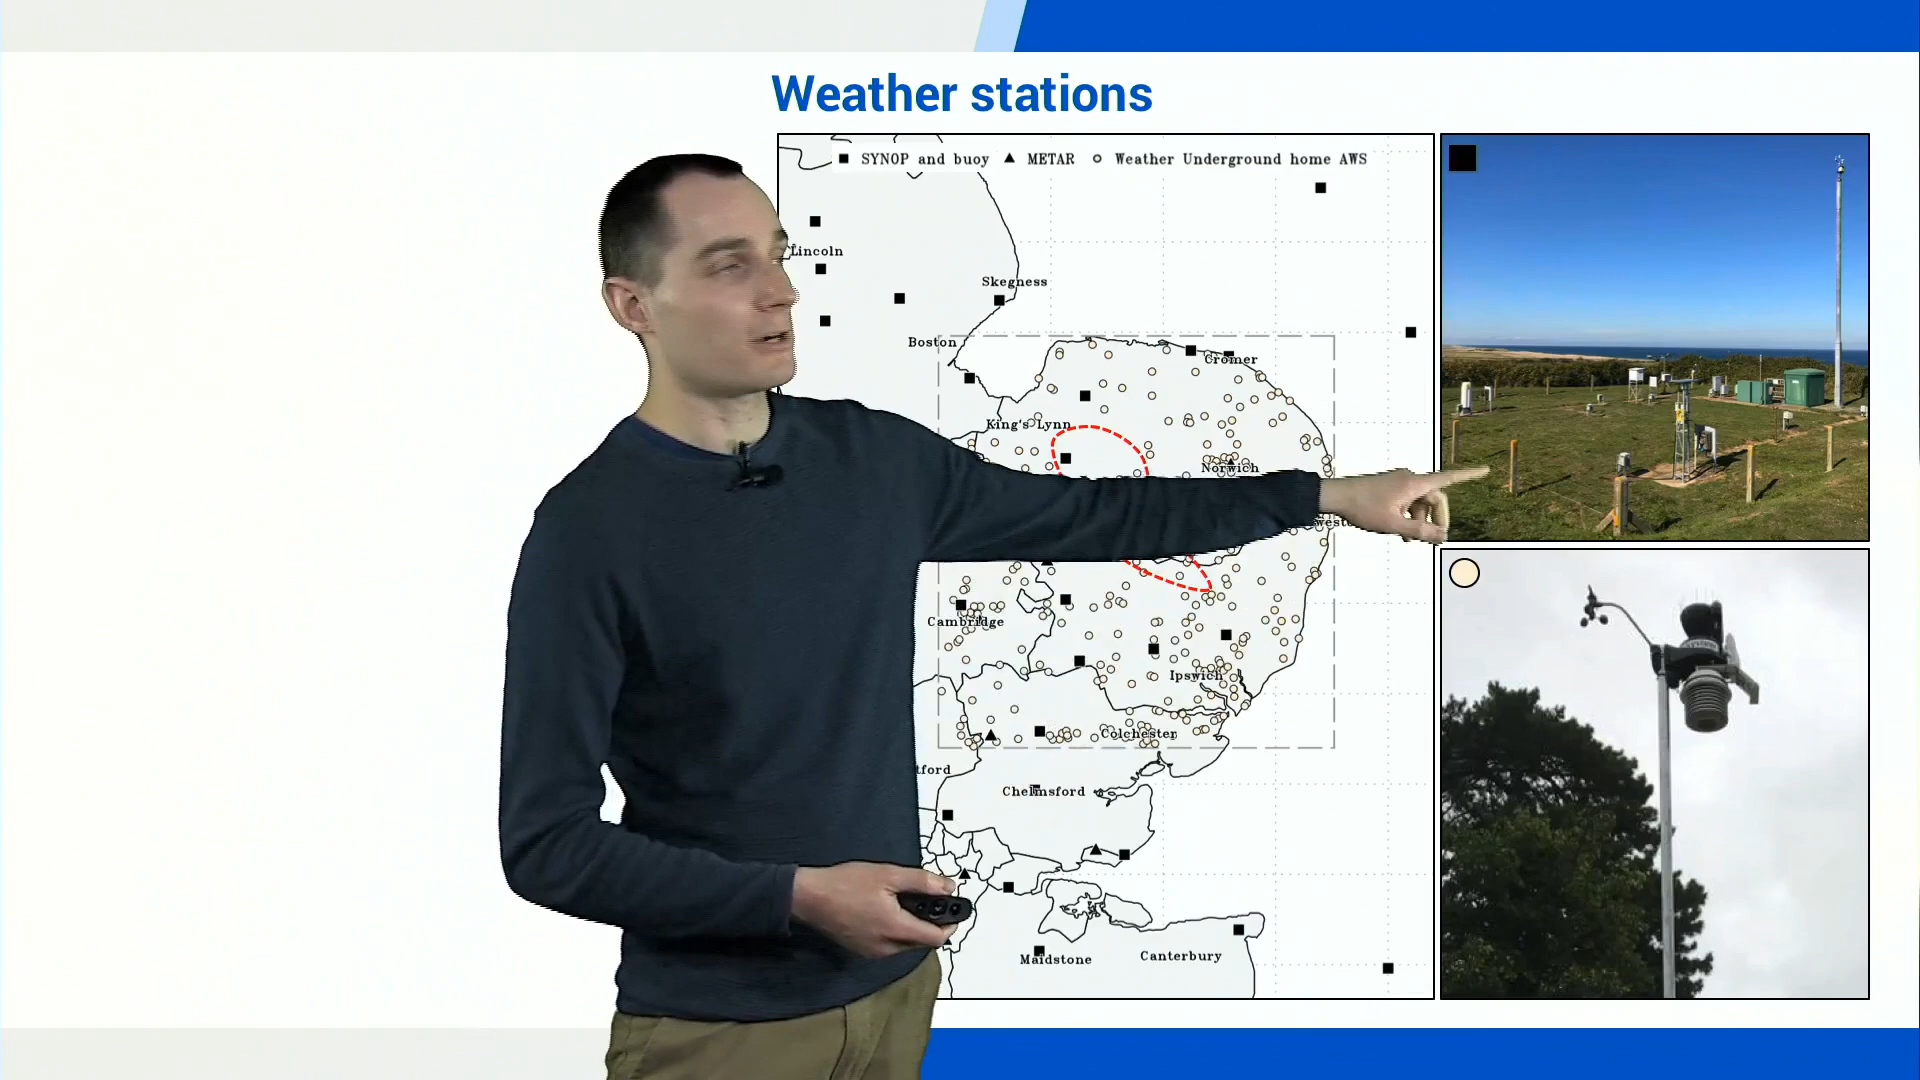 Weather stations
SYNOP and buoy METAR Weather Underground home AWS
Lincoln
Skegness
Boston
Cromer
King's Lynn
Norwich
Cambridge
Ipswich
Colchester
Chelmsford
Maidstone
Canterbury